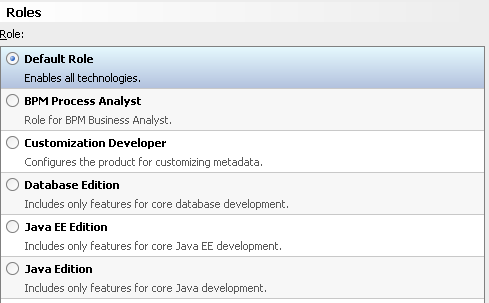 Roles
Role:
Default Role
Enables all technologies.
BPM Process Analyst
Role for BPM Business Analyst.
Customization Developer
Configures the product for customizing metadata.
Database Edition
Includes only features for core database development.
Java EE Edition
Includes only features for core Java EE development.
Java Edition
Includes only features for core Java development.